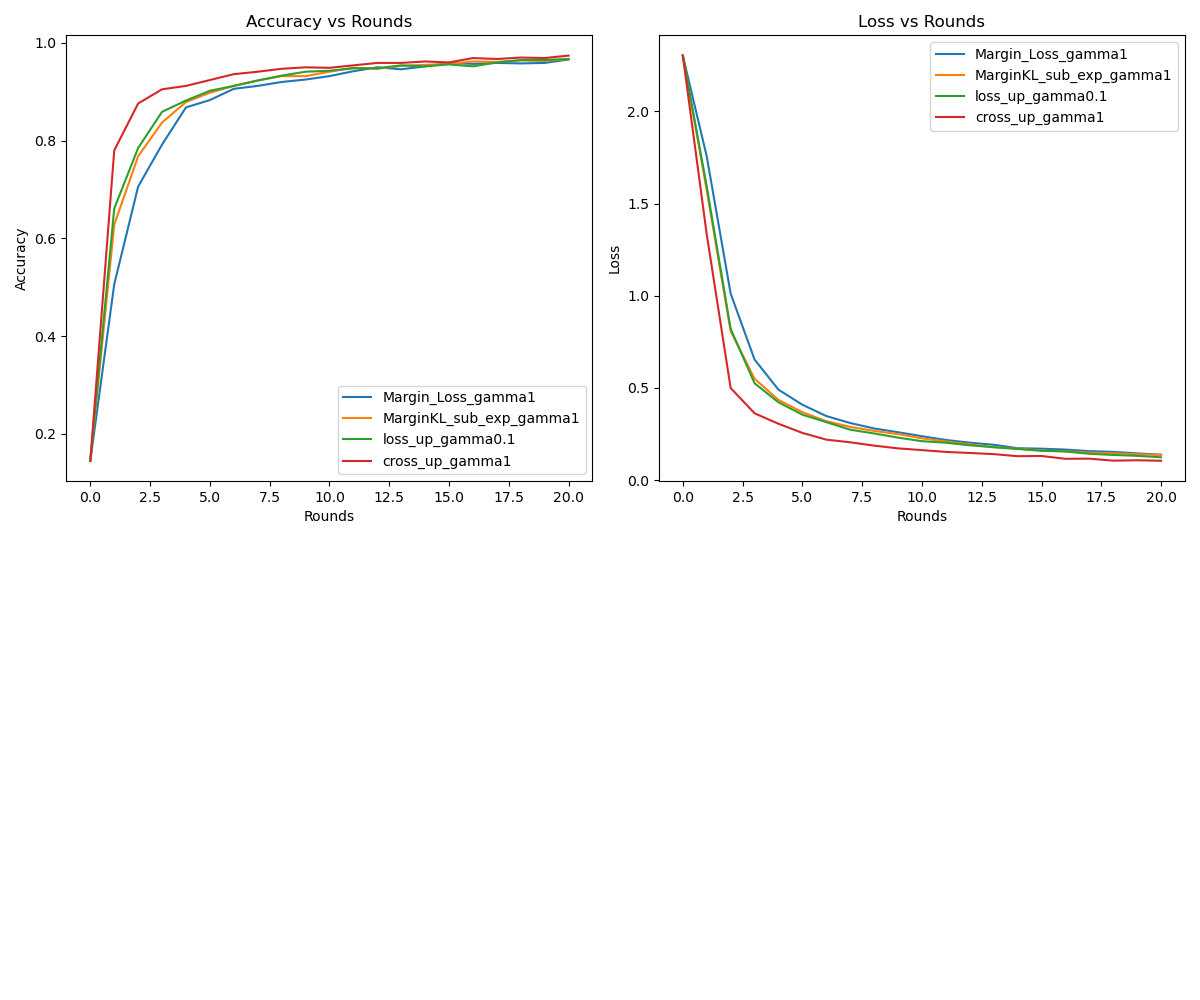 Accuracy vs Rounds
1.0
0.8
0.6
0.4
0.2
Accuracy
0.0 2.5 5.0 7.5 10.0 12.5 15.0 17.5 20.0
Rounds
Margin_Loss_gamma1
MarginKL_sub_exp_gamma1
loss_up_gamma0.1
cross_up_gamma1
Loss vs Rounds
2.0
1.5
1.0
0.5
0.0
Loss
0.0 2.5 5.0 7.5 10.0 12.5 15.0 17.5 20.0
Rounds
Margin_Loss_gamma1
MarginKL_sub_exp_gamma1
loss_up_gamma0.1
cross_up_gamma1